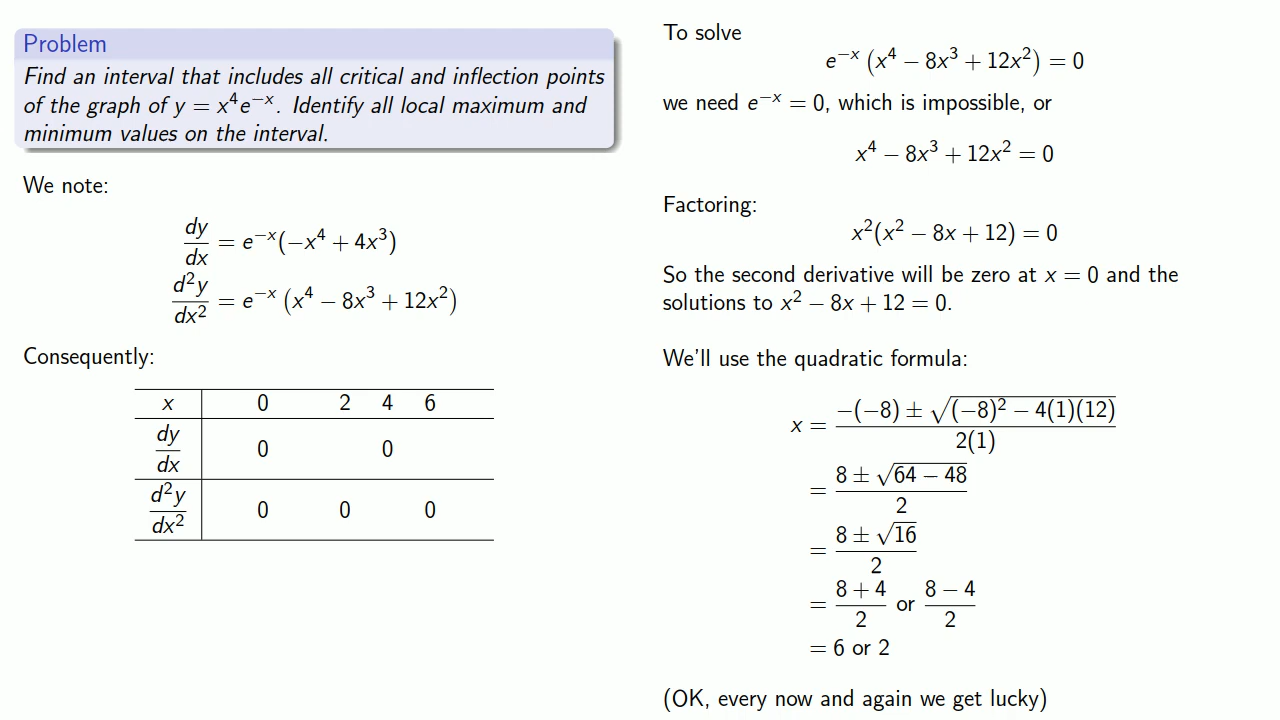 Problem
Find an interval that includes all critical and inflection points
of the graph of y = x⁴e⁻ˣ. Identify all local maximum and
minimum values on the interval.
We note:
dy/dx = e⁻ˣ(−x⁴ + 4x³)
d²y/dx² = e⁻ˣ (x⁴ − 8x³ + 12x²)
Consequently:
x 0 2 4 6
dy/dx 0 0
d²y/dx² 0 0 0
To solve
e⁻ˣ (x⁴ − 8x³ + 12x²) = 0
we need e⁻ˣ = 0, which is impossible, or
x⁴ − 8x³ + 12x² = 0
Factoring:
x²(x² − 8x + 12) = 0
So the second derivative will be zero at x = 0 and the
solutions to x² − 8x + 12 = 0.
We'll use the quadratic formula:
x = (−(−8) ± √((−8)² − 4(1)(12)))/(2(1))
= (8 ± √(64 − 48))/2
= (8 ± √16)/2
= (8 + 4)/2 or (8 − 4)/2
= 6 or 2
(OK, every now and again we get lucky)